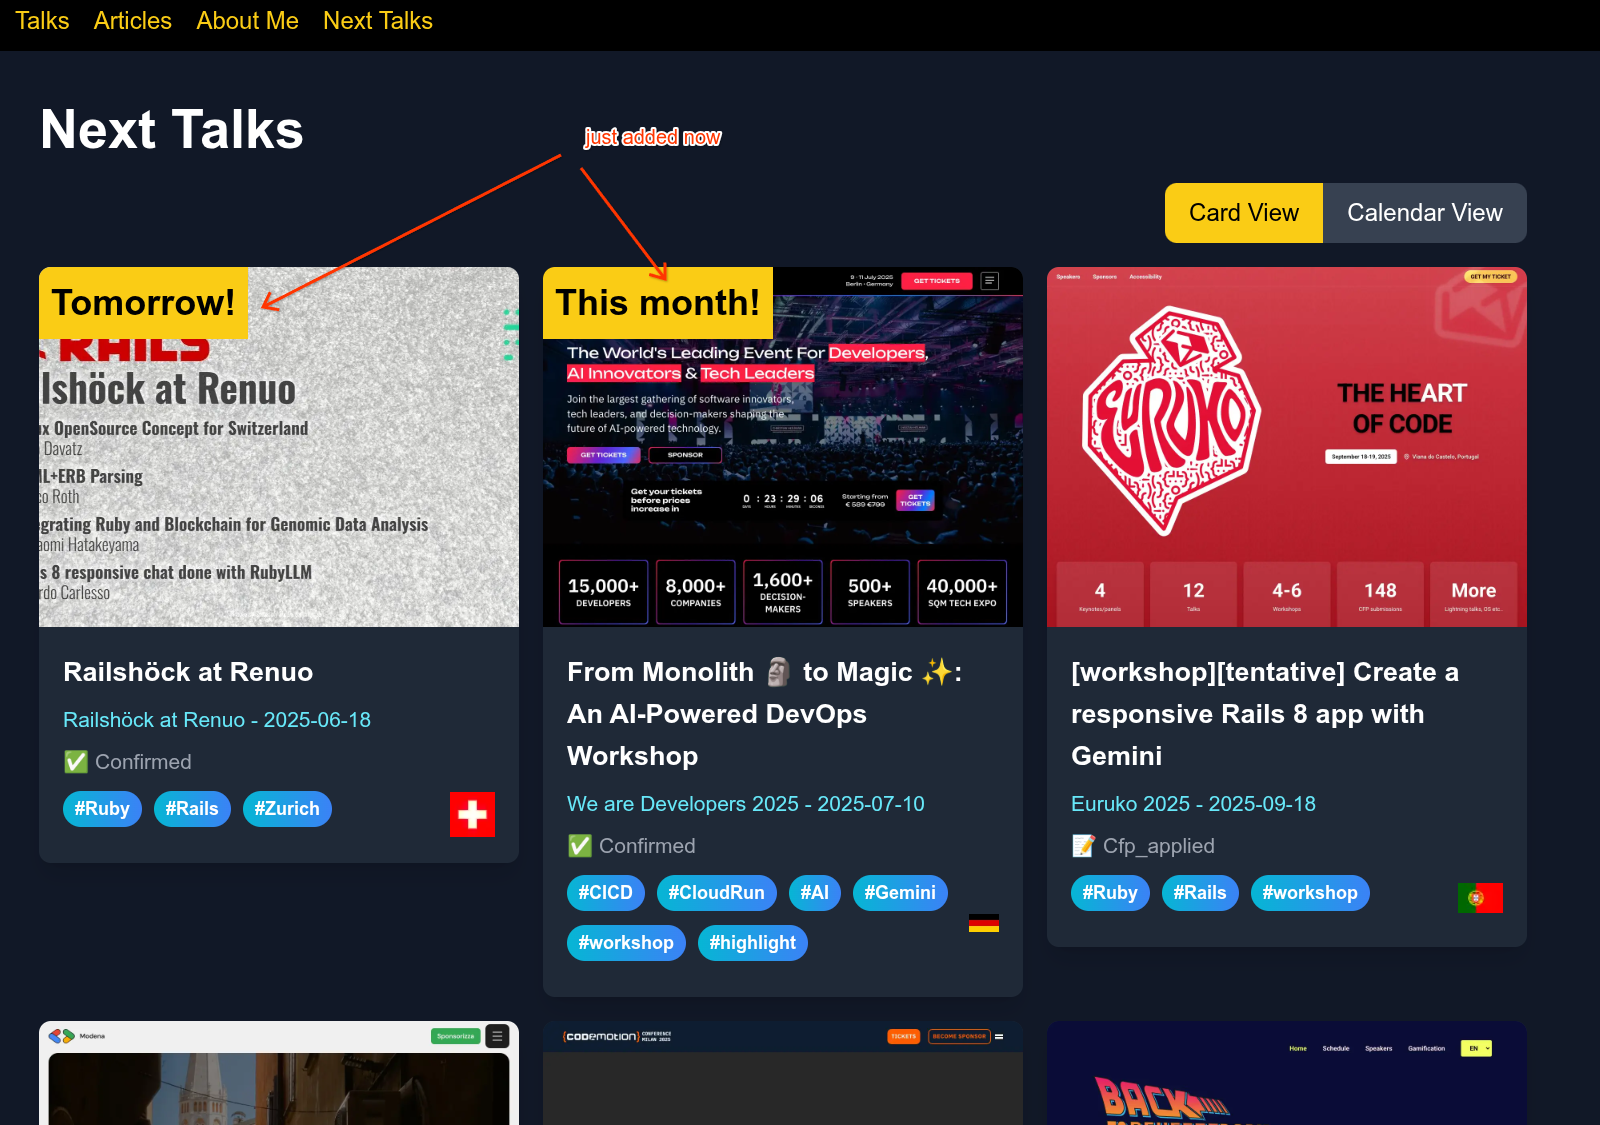 Talks Articles About Me Next Talks
Next Talks
just added now
Card View Calendar View
Tomorrow!
RAILS
lshöck at Renuo
x OpenSource Concept for Switzerland
Davatz
ML+ERB Parsing
co Roth
grating Ruby and Blockchain for Genomic Data Analysis
aomi Hatakeyama
s 8 responsive chat done with RubyLLM
rdo Carlesso
Railshöck at Renuo
Railshöck at Renuo - 2025-06-18
✅ Confirmed
#Ruby #Rails #Zurich
This month!
9 - 11 July 2025
Berlin - Germany
GET TICKETS
The World's Leading Event For Developers,
AI Innovators & Tech Leaders
Join the largest gathering of software innovators,
tech leaders, and decision-makers shaping the
future of AI-powered technology.
GET TICKETS SPONSOR
Get your tickets
before prices
increase in
0 : 23 : 29 : 06
DAYS HOURS MINUTES SECONDS
Starting from
€ 589 €799
GET
TICKETS
15,000+
DEVELOPERS
8,000+
COMPANIES
1,600+
DECISION-
MAKERS
500+
SPEAKERS
40,000+
SQM TECH EXPO
From Monolith 🗿 to Magic ✨:
An AI-Powered DevOps
Workshop
We are Developers 2025 - 2025-07-10
✅ Confirmed
#CICD #CloudRun #AI #Gemini
#workshop #highlight
Speakers Sponsors Accessibility
GET MY TICKET
EURUKO
THE HEART
OF CODE
September 18-19, 2025 Viana do Castelo, Portugal
4
Keynotes/panels
12
Talks
4-6
Workshops
148
CFP submissions
More
Lightning talks, OS etc.
[workshop][tentative] Create a
responsive Rails 8 app with
Gemini
Euruko 2025 - 2025-09-18
📝 Cfp_applied
#Ruby #Rails #workshop
Modena
Sponsorizza
{codemotion} CONFERENCE
MILAN 2025
TICKETS BECOME SPONSOR
Home Schedule Speakers Gamification EN
BACK